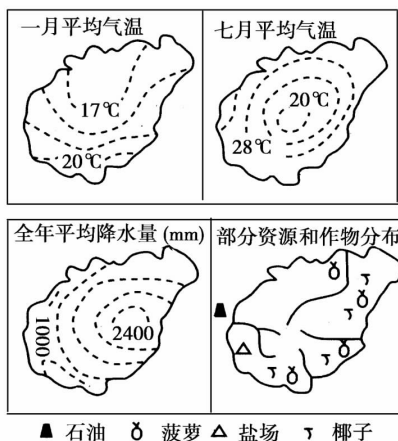 一月平均气温
17℃
20℃
七月平均气温
20℃
28℃
全年平均降水量(mm)
1000
2400
部分资源和作物分布
石油 菠萝 盐场 椰子